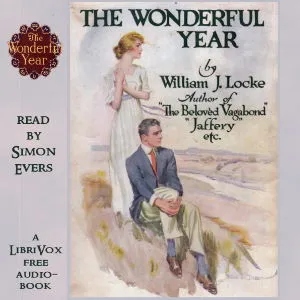 The
Wonderful
Year
READ
BY
SIMON
EVERS
A
LIBRIVOX
FREE
AUDIO-
BOOK
THE WONDERFUL
YEAR
by
William J. Locke
Author of
"The Belovèd Vagabond"
"Jaffery"
etc.